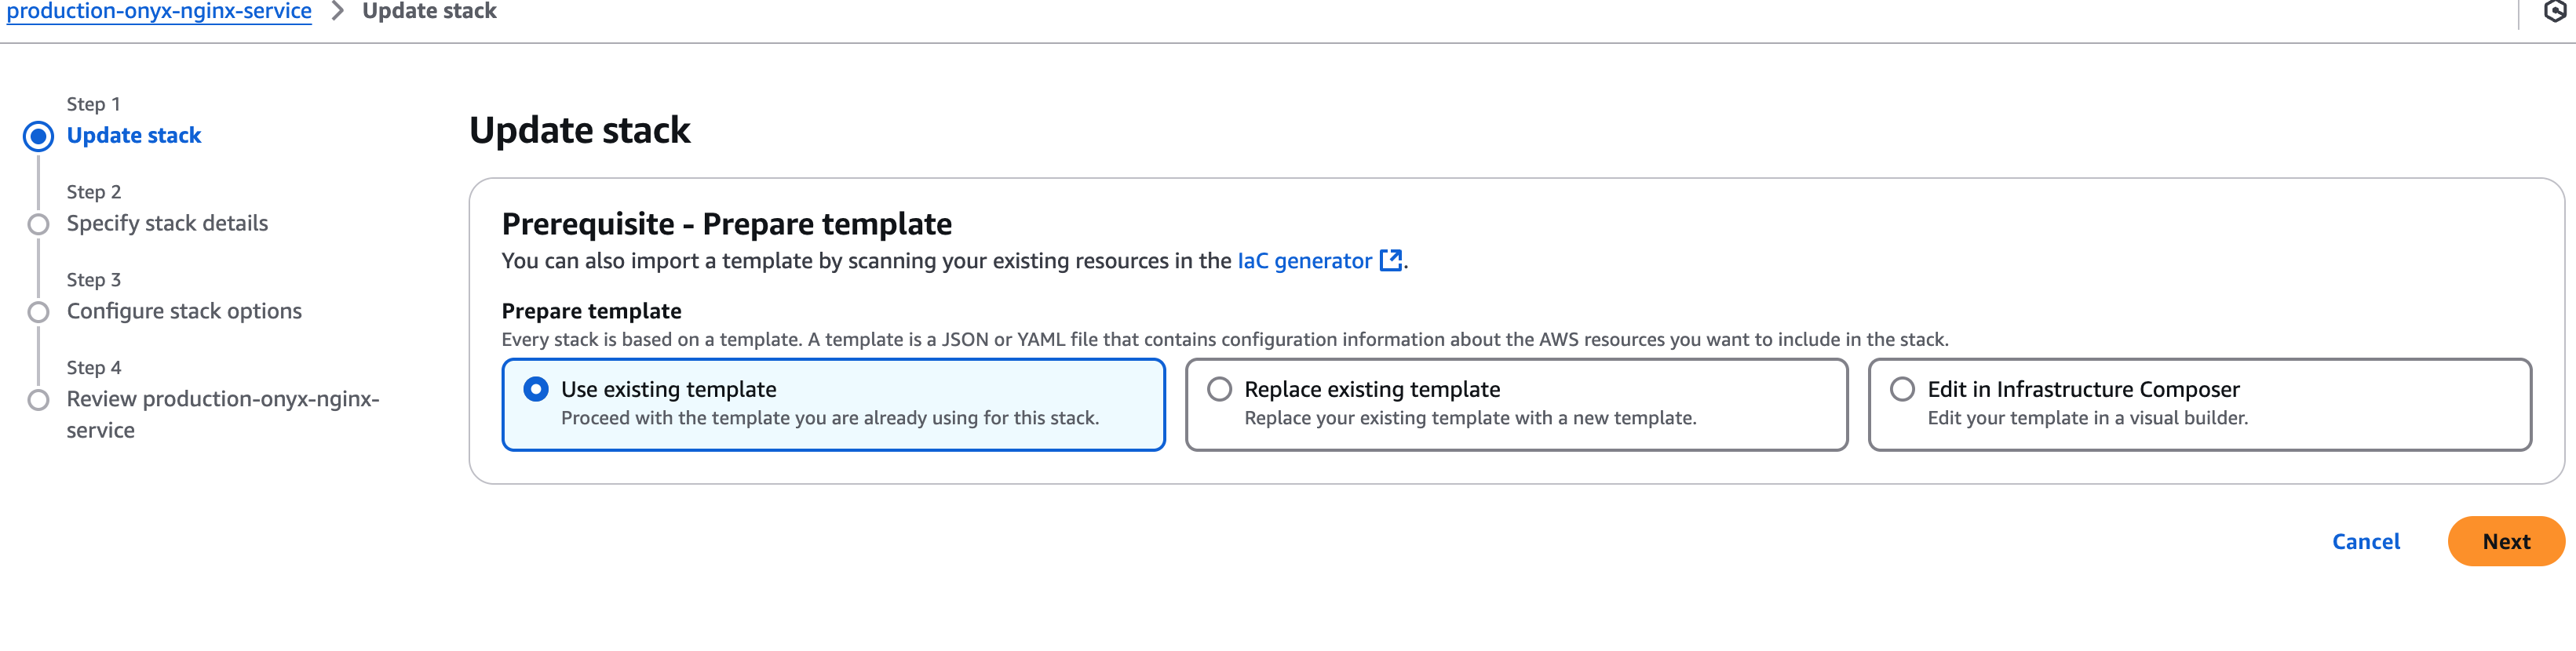 production-onyx-nginx-service > Update stack
Step 1
Update stack
Step 2
Specify stack details
Step 3
Configure stack options
Step 4
Review production-onyx-nginx-
service
Update stack
Prerequisite - Prepare template
You can also import a template by scanning your existing resources in the IaC generator.
Prepare template
Every stack is based on a template. A template is a JSON or YAML file that contains configuration information about the AWS resources you want to include in the stack.
Use existing template
Proceed with the template you are already using for this stack.
Replace existing template
Replace your existing template with a new template.
Edit in Infrastructure Composer
Edit your template in a visual builder.
Cancel
Next